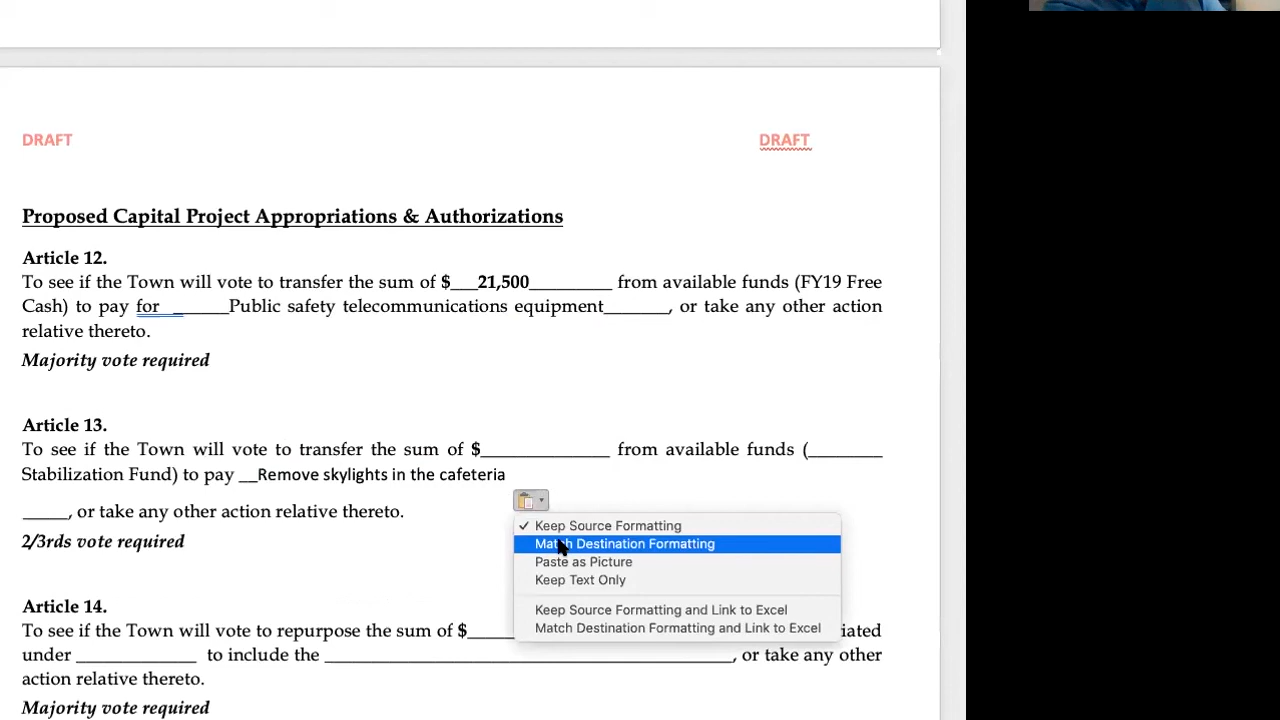 DRAFT DRAFT
Proposed Capital Project Appropriations & Authorizations
Article 12.
To see if the Town will vote to transfer the sum of $___21,500_________ from available funds (FY19 Free
Cash) to pay for ______Public safety telecommunications equipment_______, or take any other action
relative thereto.
Majority vote required
Article 13.
To see if the Town will vote to transfer the sum of $______________ from available funds (________
Stabilization Fund) to pay __Remove skylights in the cafeteria
_____, or take any other action relative thereto.
2/3rds vote required
Keep Source Formatting
Match Destination Formatting
Paste as Picture
Keep Text Only
Keep Source Formatting and Link to Excel
Match Destination Formatting and Link to Excel
Article 14.
To see if the Town will vote to repurpose the sum of $_____ iated
under _____________ to include the _____________________________________________, or take any other
action relative thereto.
Majority vote required